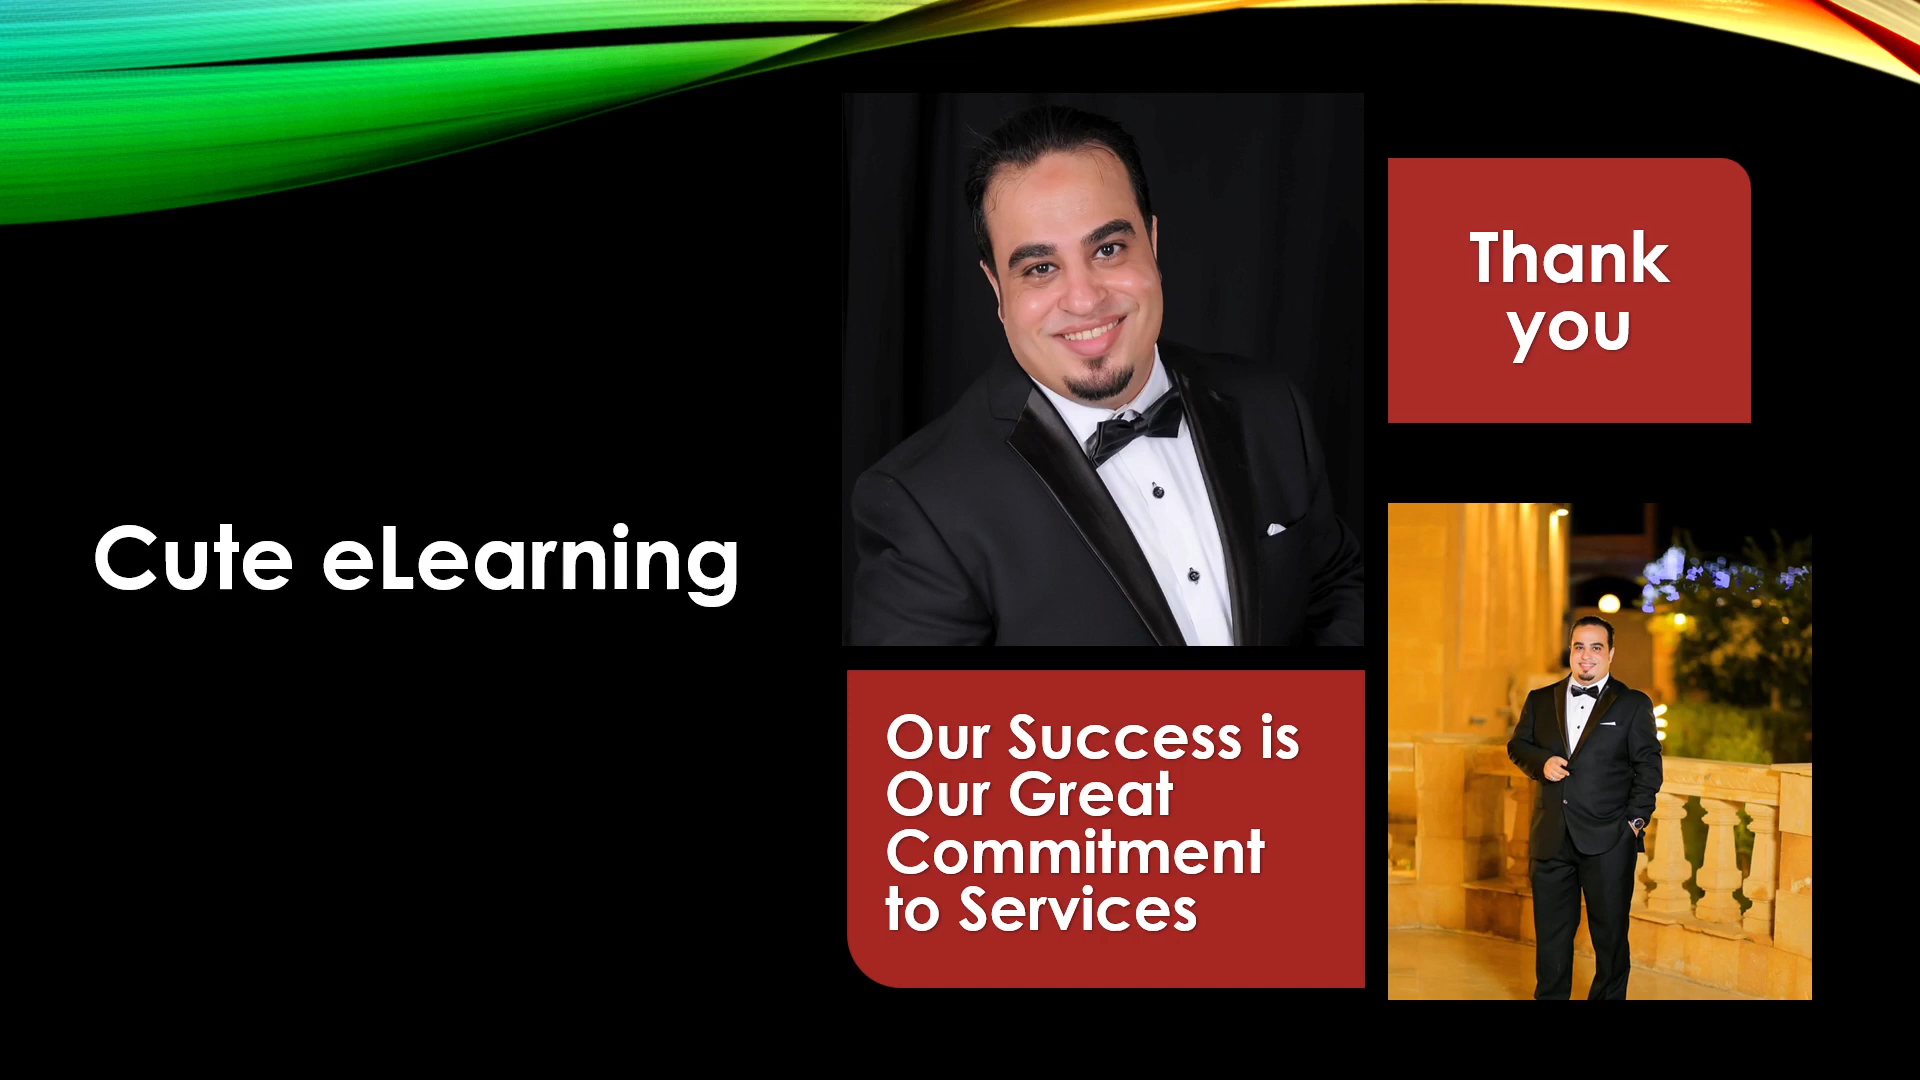 Cute eLearning
Thank
you
Our Success is
Our Great
Commitment
to Services